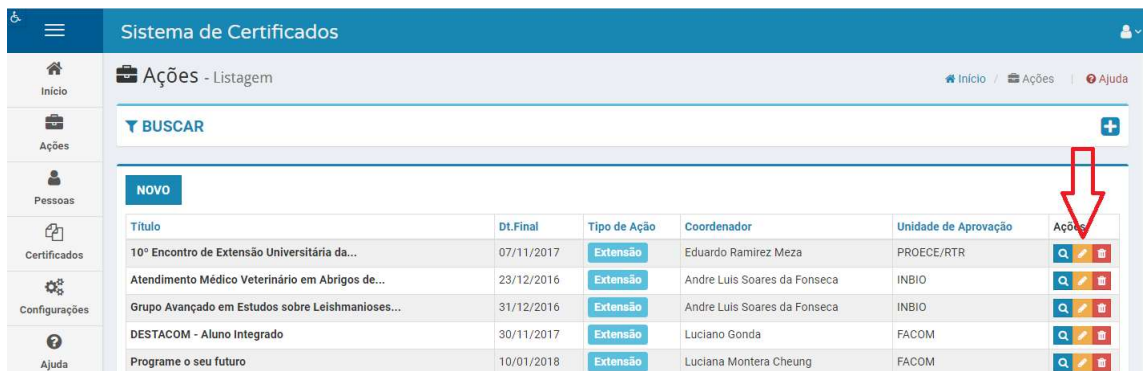 Sistema de Certificados
Início
Ações
Pessoas
Certificados
Configurações
Ajuda
Ações - Listagem
Início / Ações | Ajuda
BUSCAR
NOVO
Título Dt.Final Tipo de Ação Coordenador Unidade de Aprovação Ações
10º Encontro de Extensão Universitária da... 07/11/2017 Extensão Eduardo Ramirez Meza PROECE/RTR
Atendimento Médico Veterinário em Abrigos de... 23/12/2016 Extensão Andre Luis Soares da Fonseca INBIO
Grupo Avançado em Estudos sobre Leishmanioses... 31/12/2016 Extensão Andre Luis Soares da Fonseca INBIO
DESTACOM - Aluno Integrado 30/11/2017 Extensão Luciano Gonda FACOM
Programe o seu futuro 10/01/2018 Extensão Luciana Montera Cheung FACOM